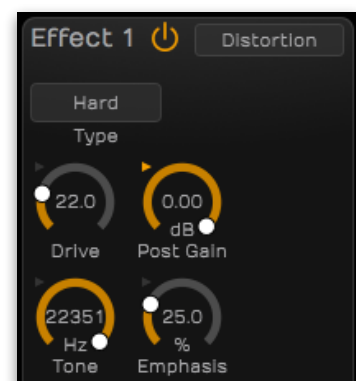 Effect 1 Distortion
Hard
Type
22.0 0.00
dB
Drive Post Gain
22351 25.0
Hz %
Tone Emphasis